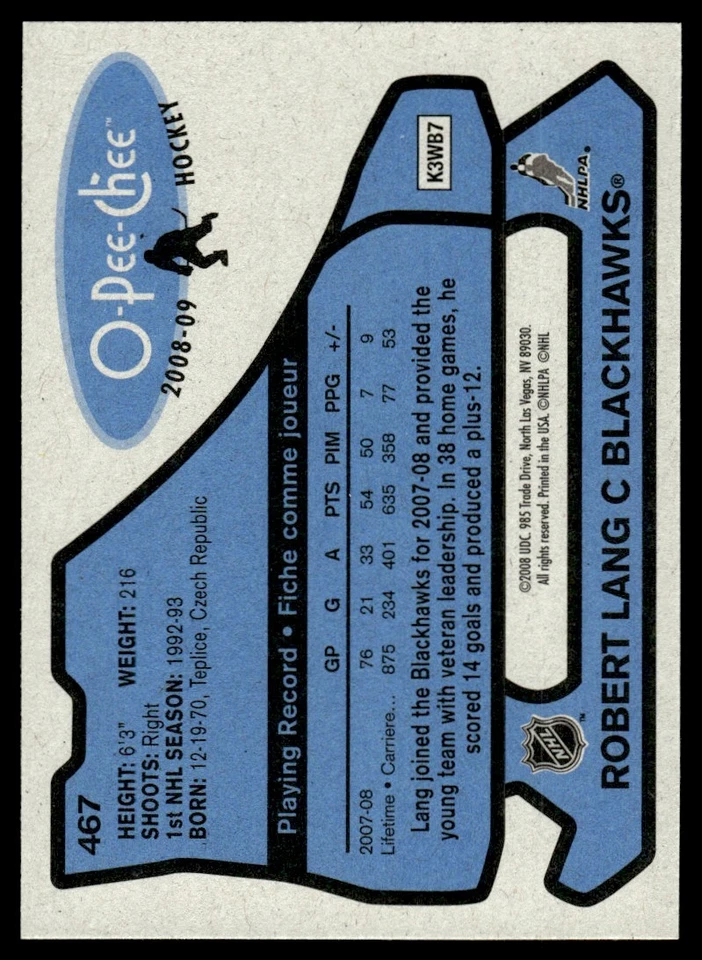 467
HEIGHT: 6'3" WEIGHT: 216
SHOOTS: Right
1st NHL SEASON: 1992-93
BORN: 12-19-70, Teplice, Czech Republic
O-Pee-Chee™
2008-09 HOCKEY
Playing Record • Fiche comme joueur
GP G A PTS PIM PPG +/-
2007-08 76 21 33 54 50 7 9
Lifetime • Carriere... 875 234 401 635 358 77 53
Lang joined the Blackhawks for 2007-08 and provided the
young team with veteran leadership. In 38 home games, he
scored 14 goals and produced a plus-12.
K3WB7
NHL™
©2008 UDC. 985 Trade Drive, North Las Vegas, NV 89030.
All rights reserved. Printed in the USA. ©NHLPA ©NHL
NHLPA.®
ROBERT LANG C BLACKHAWKS®